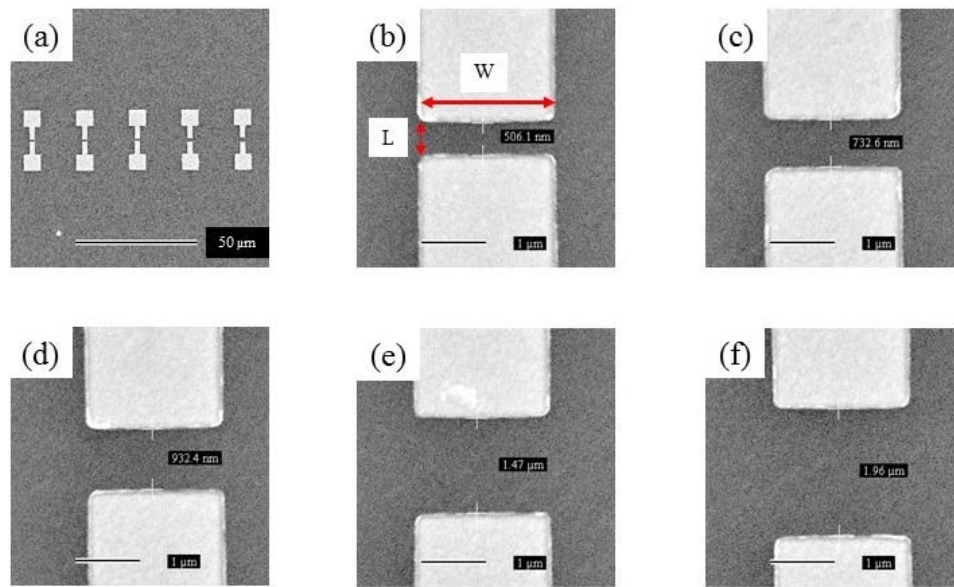 (a)
50 µm
(b)
W
L
506.1 nm
1 µm
(c)
732.6 nm
1 µm
(d)
932.4 nm
1 µm
(e)
1.47 µm
1 µm
(f)
1.96 µm
1 µm